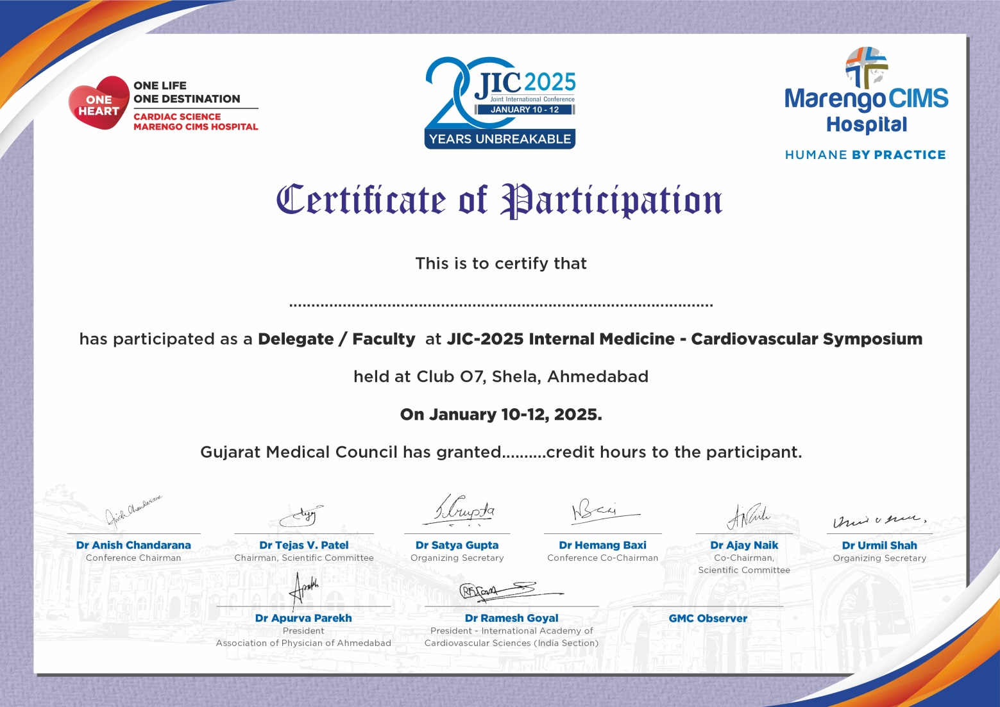 ONE HEART
ONE LIFE
ONE DESTINATION
CARDIAC SCIENCE
MARENGO CIMS HOSPITAL
20 JIC 2025
Joint International Conference
JANUARY 10 - 12
YEARS UNBREAKABLE
Marengo CIMS
Hospital
HUMANE BY PRACTICE
Certificate of Participation
This is to certify that
................................................................................................
has participated as a Delegate / Faculty at JIC-2025 Internal Medicine - Cardiovascular Symposium
held at Club O7, Shela, Ahmedabad
On January 10-12, 2025.
Gujarat Medical Council has granted..........credit hours to the participant.
Anish Chandarana
S. Gupta
HBaxi
ANaik
Dr Anish Chandarana
Conference Chairman
Dr Tejas V. Patel
Chairman, Scientific Committee
Dr Satya Gupta
Organizing Secretary
Dr Hemang Baxi
Conference Co-Chairman
Dr Ajay Naik
Co-Chairman,
Scientific Committee
Dr Urmil Shah
Organizing Secretary
Dr Apurva Parekh
President
Association of Physician of Ahmedabad
Dr Ramesh Goyal
President - International Academy of
Cardiovascular Sciences (India Section)
GMC Observer